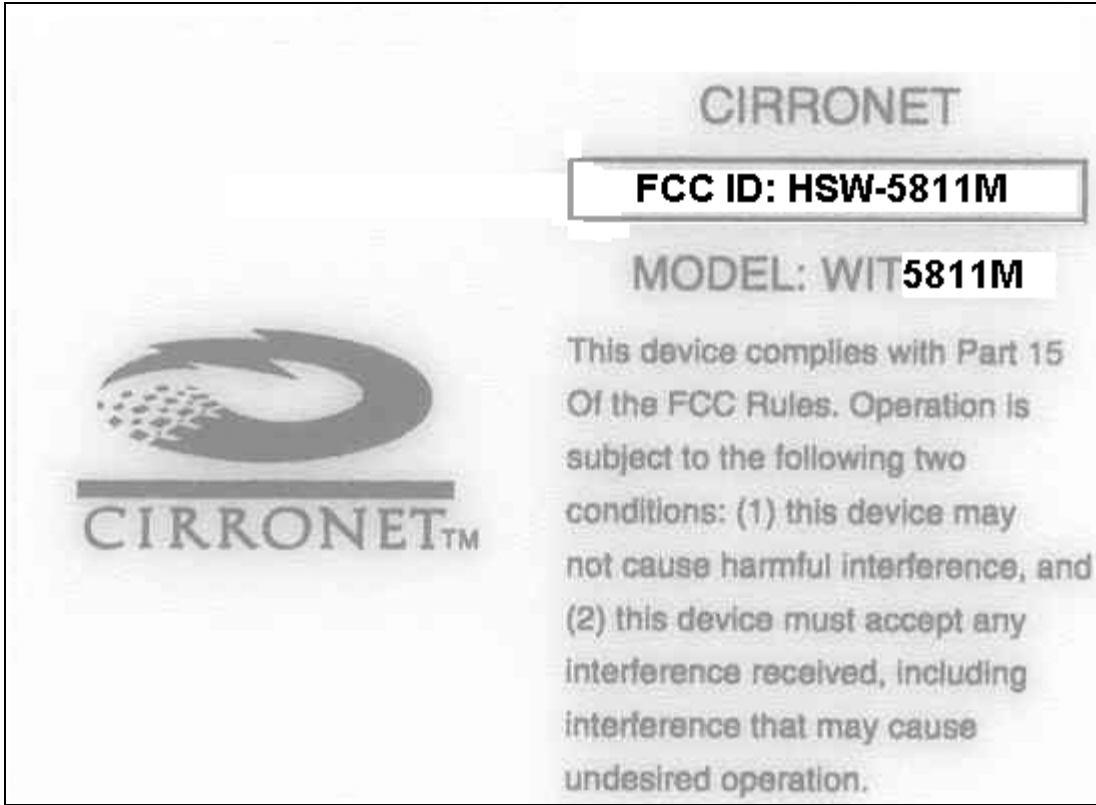 CIRRONET™
CIRRONET
FCC ID: HSW-5811M
MODEL: WIT5811M
This device complies with Part 15
Of the FCC Rules. Operation is
subject to the following two
conditions: (1) this device may
not cause harmful interference, and
(2) this device must accept any
interference received, including
interference that may cause
undesired operation.